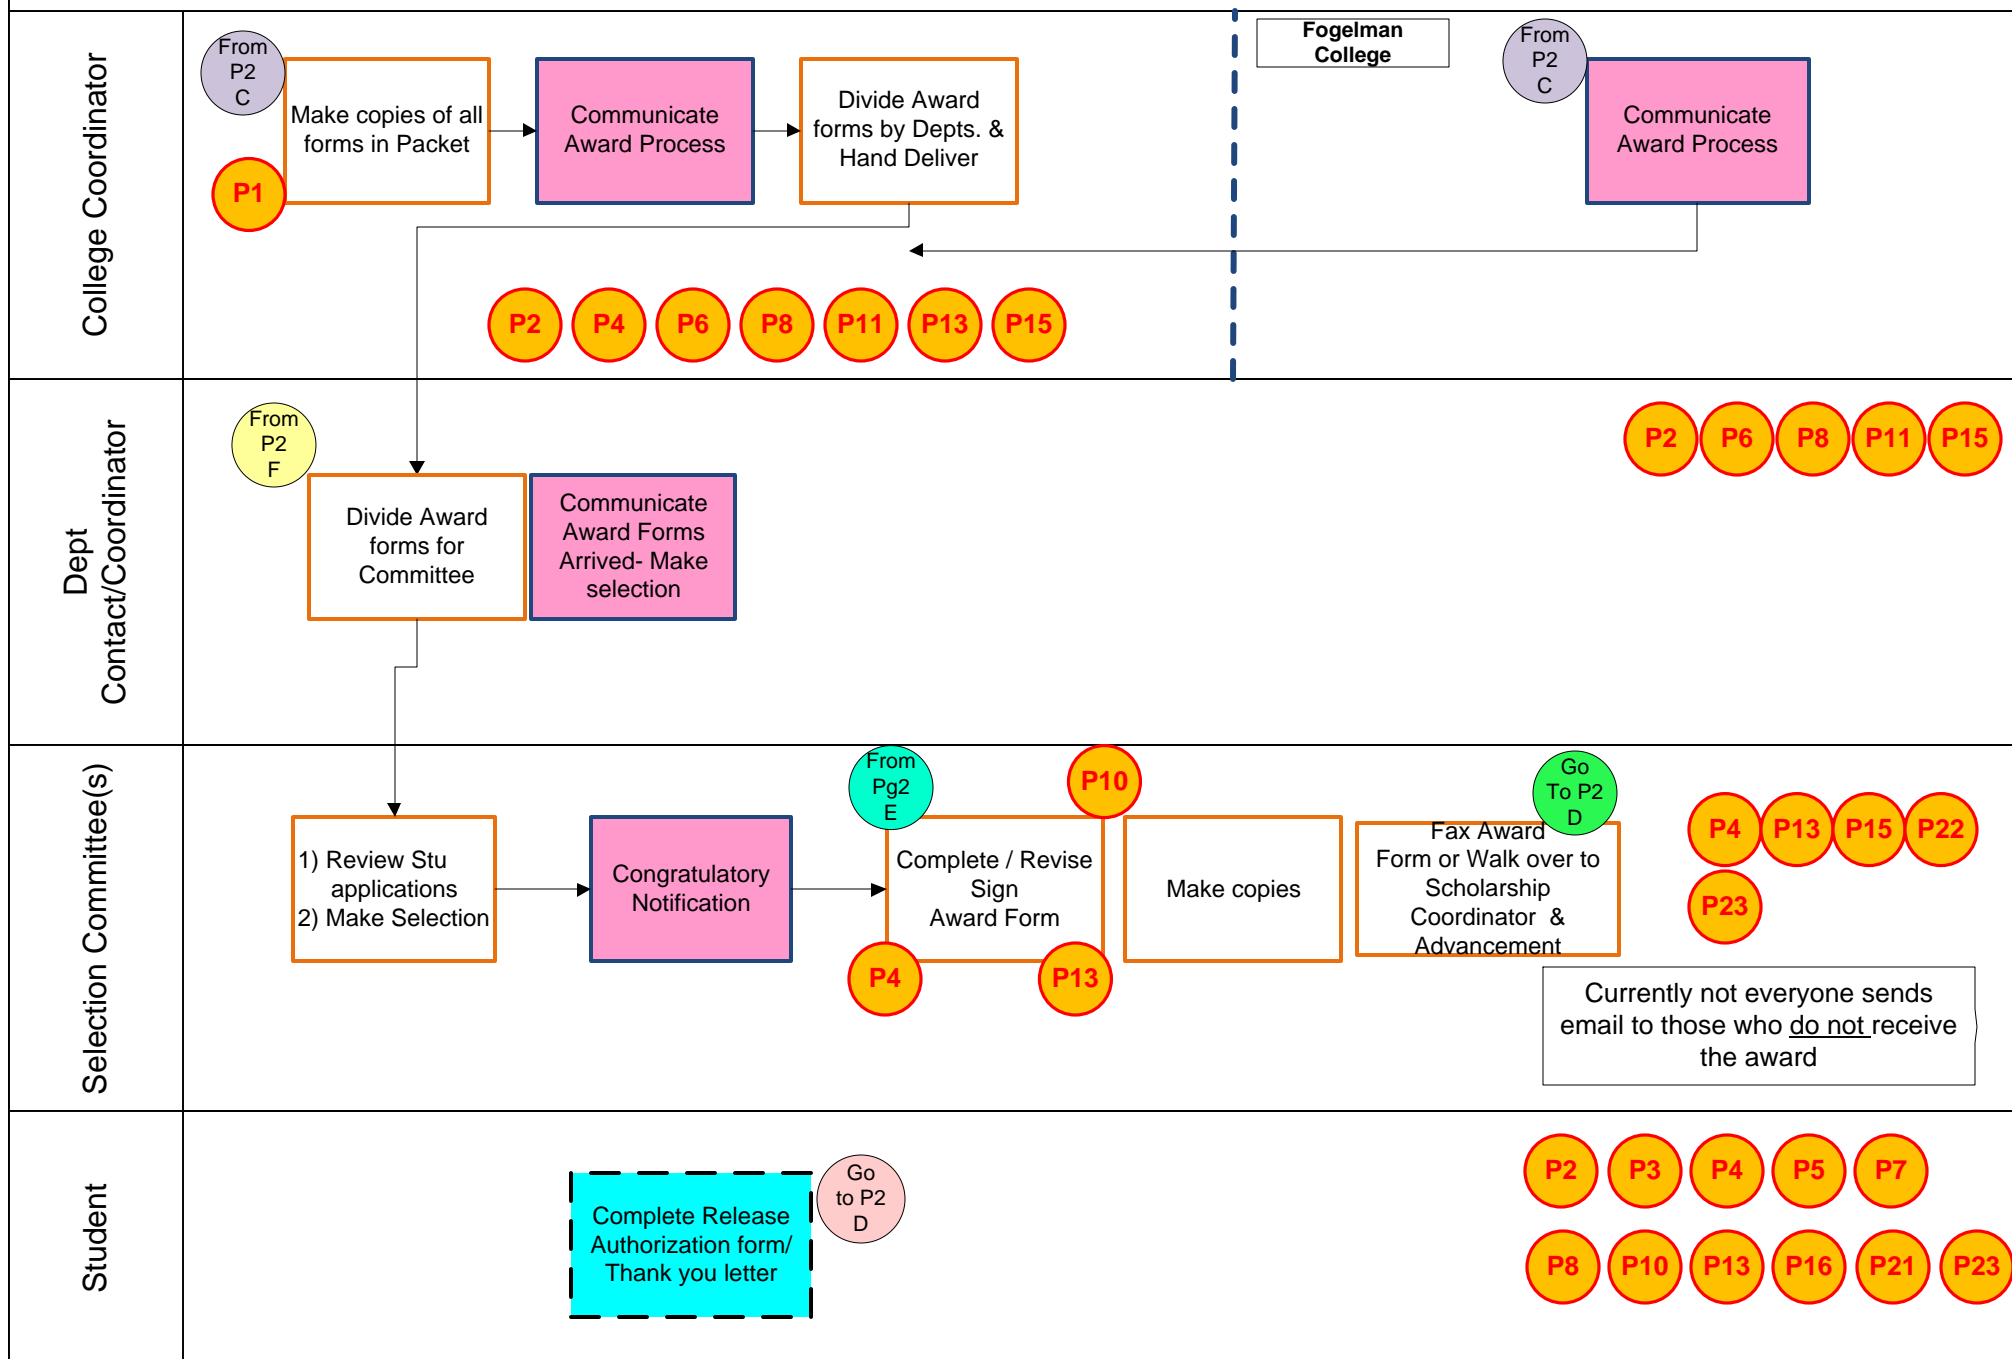 College Coordinator
From
P2
C
Make copies of all
forms in Packet
P1
Communicate
Award Process
Divide Award
forms by Depts. &
Hand Deliver
Fogelman
College
From
P2
C
Communicate
Award Process
P2 P4 P6 P8 P11 P13 P15
Dept
Contact/Coordinator
From
P2
F
Divide Award
forms for
Committee
Communicate
Award Forms
Arrived- Make
selection
P2 P6 P8 P11 P15
Selection Committee(s)
1) Review Stu
applications
2) Make Selection
Congratulatory
Notification
From
Pg2
E
P10
Complete / Revise
Sign
Award Form
P4
P13
Make copies
Go
To P2
D
Fax Award
Form or Walk over to
Scholarship
Coordinator &
Advancement
P4 P13 P15 P22
P23
Currently not everyone sends
email to those who do not receive
the award
Student
Complete Release
Authorization form/
Thank you letter
Go
to P2
D
P2 P3 P4 P5 P7
P8 P10 P13 P16 P21 P23